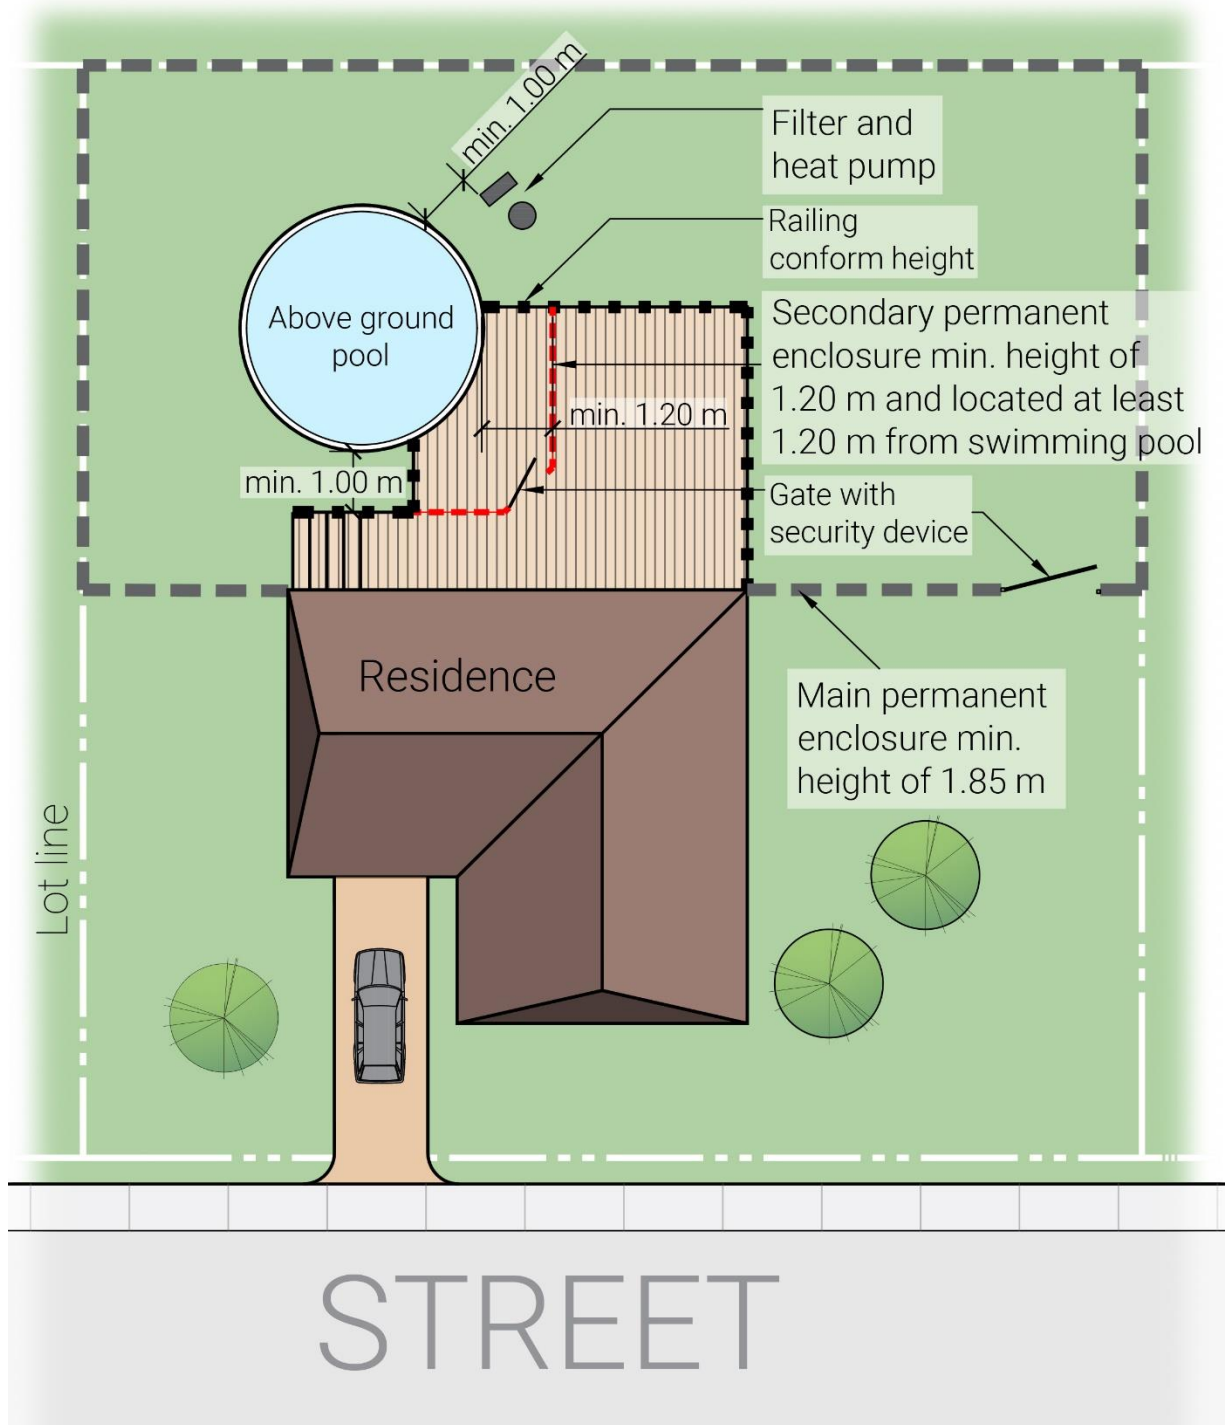 min. 1.00 m
Filter and
heat pump
Railing
conform height
Above ground
pool
Secondary permanent
enclosure min. height of
1.20 m and located at least
1.20 m from swimming pool
min. 1.20 m
min. 1.00 m
Gate with
security device
Residence
Main permanent
enclosure min.
height of 1.85 m
Lot line
STREET